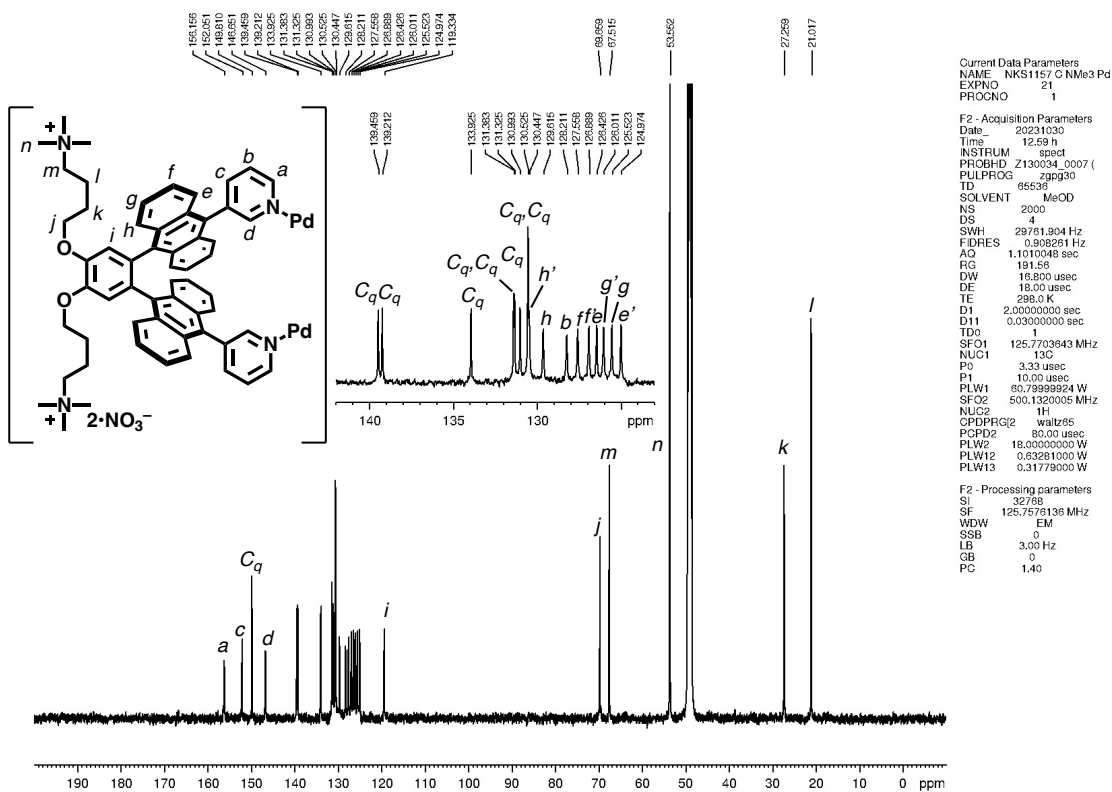 156.156
152.051
149.810
146.651
139.459
139.212
133.925
131.383
131.325
130.993
130.525
130.447
129.615
128.211
127.558
126.889
126.426
126.011
125.523
124.974
119.334
69.659
67.515
53.552
27.259
21.017
Current Data Parameters
NAME NKS1157 C NMe3 Pd
EXPNO 21
PROCNO 1
F2 - Acquisition Parameters
Date_ 20231030
Time 12.59 h
INSTRUM spect
PROBHD Z130034_0007 (
PULPROG zgpg30
TD 65536
SOLVENT MeOD
NS 2000
DS 4
SWH 29761.904 Hz
FIDRES 0.908261 Hz
AQ 1.1010048 sec
RG 191.56
DW 16.800 usec
DE 18.00 usec
TE 298.0 K
D1 2.00000000 sec
D11 0.03000000 sec
TD0 1
SFO1 125.7703643 MHz
NUC1 13C
P0 3.33 usec
P1 10.00 usec
PLW1 60.79999924 W
SFO2 500.1320005 MHz
NUC2 1H
CPDPRG[2 waltz65
PCPD2 80.00 usec
PLW2 18.00000000 W
PLW12 0.63281000 W
PLW13 0.31779000 W
F2 - Processing parameters
SI 32768
SF 125.7576136 MHz
WDW EM
SSB 0
LB 3.00 Hz
GB 0
PC 1.40
n
+
N
m
l
k
j
O
i
h
g
f
e
c
b
a
N
d
Pd
O
N
Pd
N
+
2•NO₃⁻
139.459
139.212
133.925
131.383
131.325
130.993
130.525
130.447
129.615
128.211
127.558
126.889
126.426
126.011
125.523
124.974
CqCq
Cq
Cq,Cq
Cq
Cq,Cq
h'
h
b
f
f
e
g'
g
e'
140
135
130
ppm
a
c
Cq
d
i
j
m
n
k
l
190 180 170 160 150 140 130 120 110 100 90 80 70 60 50 40 30 20 10 0 ppm